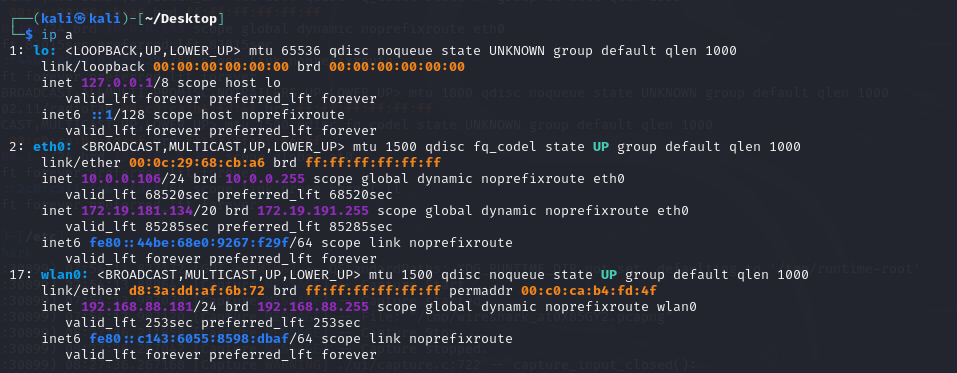 ┌──(kali㉿kali)-[~/Desktop]
└─$ ip a
1: lo: <LOOPBACK,UP,LOWER_UP> mtu 65536 qdisc noqueue state UNKNOWN group default qlen 1000
    link/loopback 00:00:00:00:00:00 brd 00:00:00:00:00:00
    inet 127.0.0.1/8 scope host lo
       valid_lft forever preferred_lft forever
    inet6 ::1/128 scope host noprefixroute
       valid_lft forever preferred_lft forever
2: eth0: <BROADCAST,MULTICAST,UP,LOWER_UP> mtu 1500 qdisc fq_codel state UP group default qlen 1000
    link/ether 00:0c:29:68:cb:a6 brd ff:ff:ff:ff:ff:ff
    inet 10.0.0.106/24 brd 10.0.0.255 scope global dynamic noprefixroute eth0
       valid_lft 68520sec preferred_lft 68520sec
    inet 172.19.181.134/20 brd 172.19.191.255 scope global dynamic noprefixroute eth0
       valid_lft 85285sec preferred_lft 85285sec
    inet6 fe80::44be:68e0:9267:f29f/64 scope link noprefixroute
       valid_lft forever preferred_lft forever
17: wlan0: <BROADCAST,MULTICAST,UP,LOWER_UP> mtu 1500 qdisc noqueue state UP group default qlen 1000
    link/ether d8:3a:dd:af:6b:72 brd ff:ff:ff:ff:ff:ff permaddr 00:c0:ca:b4:fd:4f
    inet 192.168.88.181/24 brd 192.168.88.255 scope global dynamic noprefixroute wlan0
       valid_lft 253sec preferred_lft 253sec
    inet6 fe80::c143:6055:8598:dbaf/64 scope link noprefixroute
       valid_lft forever preferred_lft forever